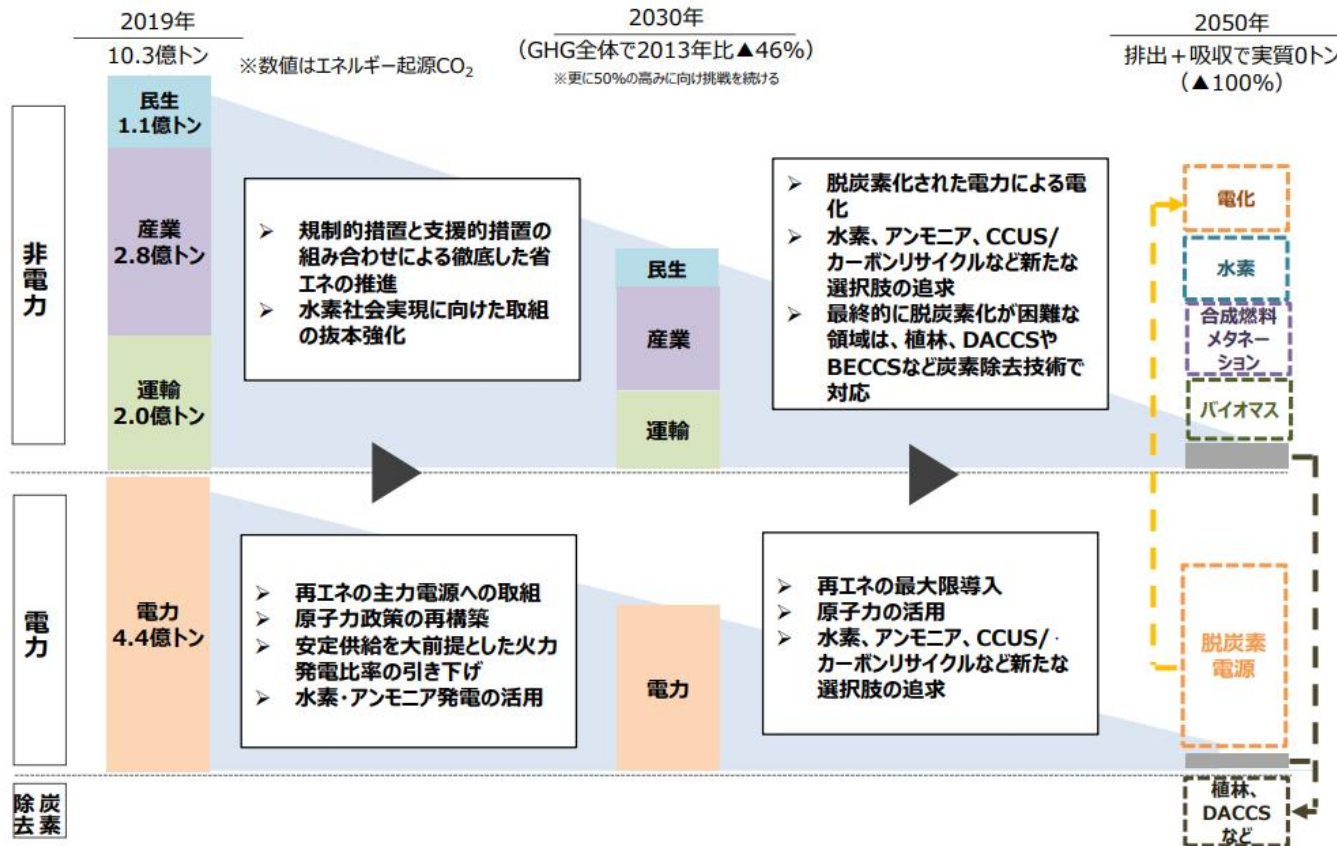 2019年
10.3億トン
※数値はエネルギー起源CO₂
2030年
(GHG全体で2013年比▲46%)
※更に50%の高みに向け挑戦を続ける
2050年
排出+吸収で実質0トン
(▲100%)
非電力
民生
1.1億トン
産業
2.8億トン
運輸
2.0億トン
➢ 規制的措置と支援的措置の
組み合わせによる徹底した省
エネの推進
➢ 水素社会実現に向けた取組
の抜本強化
民生
産業
運輸
➢ 脱炭素化された電力による電
化
➢ 水素、アンモニア、CCUS/
カーボンリサイクルなど新たな
選択肢の追求
➢ 最終的に脱炭素化が困難な
領域は、植林、DACCSや
BECCSなど炭素除去技術で
対応
電化
水素
合成燃料
メタネー
ション
バイオマス
電力
電力
4.4億トン
➢ 再エネの主力電源への取組
➢ 原子力政策の再構築
➢ 安定供給を大前提とした火力
発電比率の引き下げ
➢ 水素・アンモニア発電の活用
電力
➢ 再エネの最大限導入
➢ 原子力の活用
➢ 水素、アンモニア、CCUS/
カーボンリサイクルなど新たな
選択肢の追求
脱炭素
電源
炭素
除去
植林、
DACCS
など